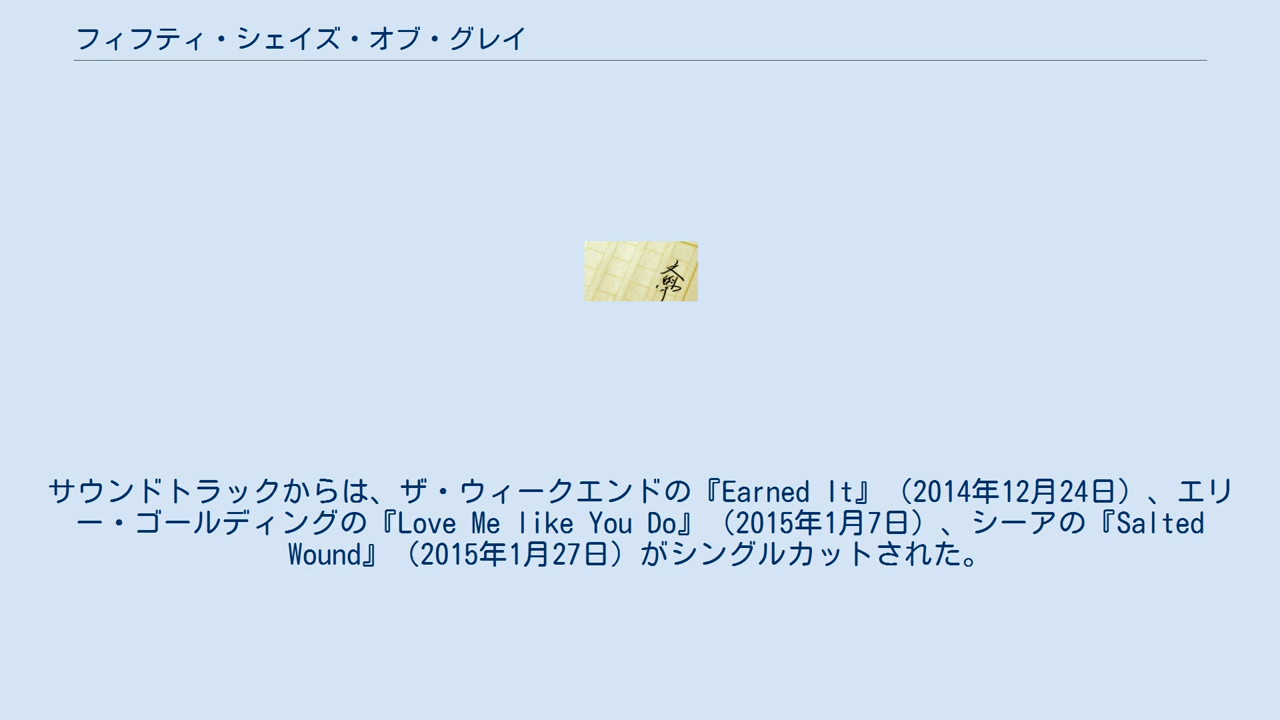 フィフティ・シェイズ・オブ・グレイ
サウンドトラックからは、ザ・ウィークエンドの『Earned It』（2014年12月24日）、エリ
ー・ゴールディングの『Love Me like You Do』（2015年1月7日）、シーアの『Salted
Wound』（2015年1月27日）がシングルカットされた。